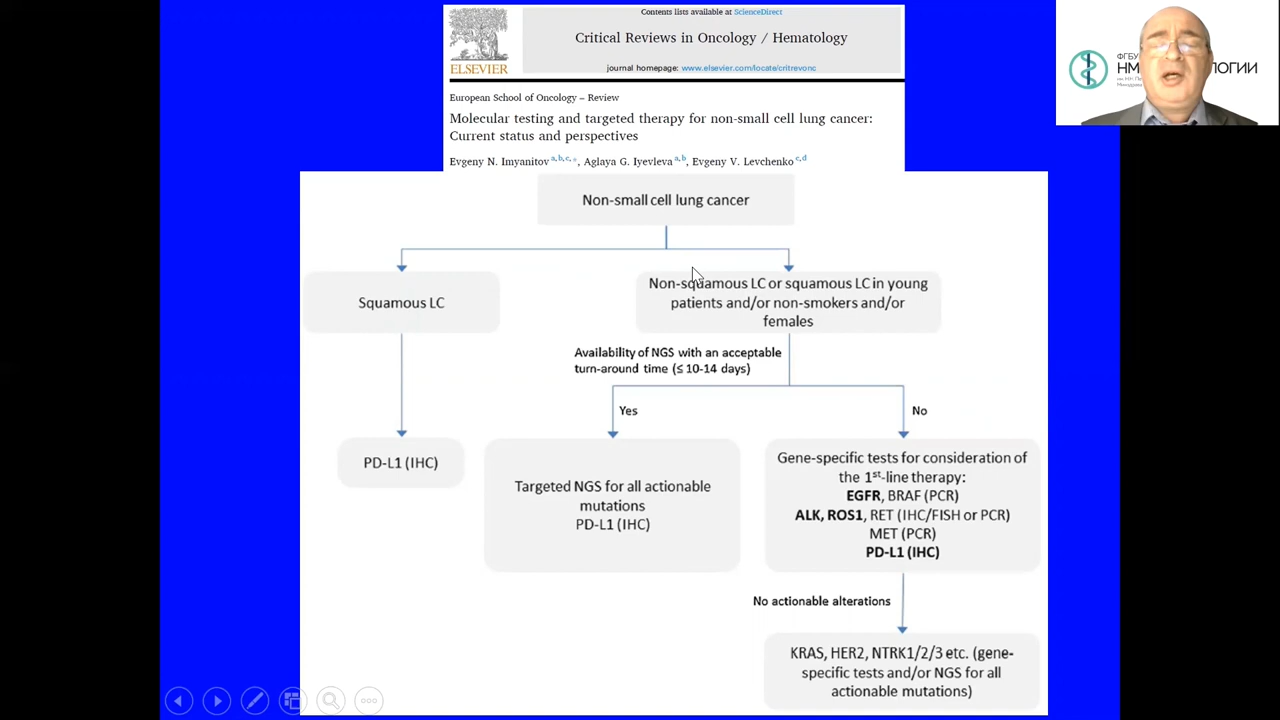 Contents lists available at ScienceDirect
Critical Reviews in Oncology / Hematology
ELSEVIER
journal homepage: www.elsevier.com/locate/critrevonc
European School of Oncology – Review
Molecular testing and targeted therapy for non-small cell lung cancer:
Current status and perspectives
Evgeny N. Imyanitov a,b,c,*, Aglaya G. Iyevleva a,b, Evgeny V. Levchenko c,d
ФГБУ
Non-small cell lung cancer
Squamous LC
Non-squamous LC or squamous LC in young
patients and/or non-smokers and/or
females
Availability of NGS with an acceptable
turn-around time (≤ 10-14 days)
Yes
No
PD-L1 (IHC)
Targeted NGS for all actionable
mutations
PD-L1 (IHC)
Gene-specific tests for consideration of
the 1st-line therapy:
EGFR, BRAF (PCR)
ALK, ROS1, RET (IHC/FISH or PCR)
MET (PCR)
PD-L1 (IHC)
No actionable alterations
KRAS, HER2, NTRK1/2/3 etc. (gene-
specific tests and/or NGS for all
actionable mutations)